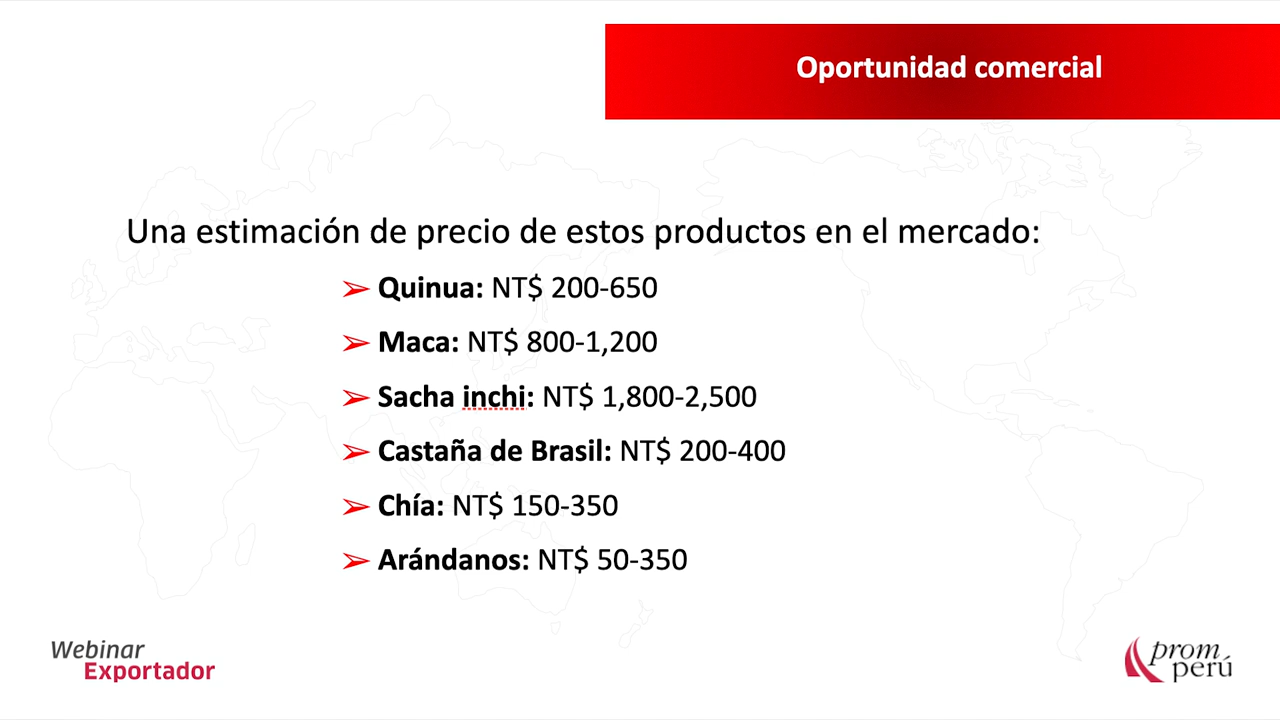 Oportunidad comercial
Una estimación de precio de estos productos en el mercado:
➢ Quinua: NT$ 200-650
➢ Maca: NT$ 800-1,200
➢ Sacha inchi: NT$ 1,800-2,500
➢ Castaña de Brasil: NT$ 200-400
➢ Chía: NT$ 150-350
➢ Arándanos: NT$ 50-350
Webinar
Exportador
prom
perú